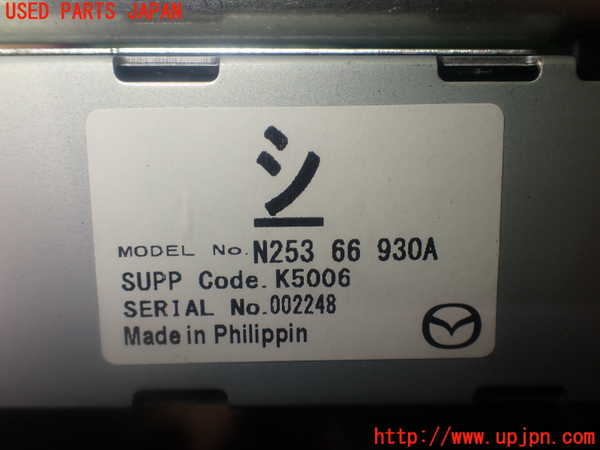 USED PARTS JAPAN
シ
MODEL No. N253 66 930A
SUPP Code. K5006
SERIAL No. 002248
Made in Philippin
http://www.upjpn.com/